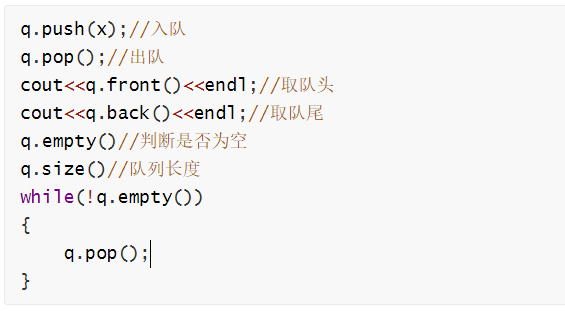 q.push(x);//入队
q.pop();//出队
cout<<q.front()<<endl;//取队头
cout<<q.back()<<endl;//取队尾
q.empty()//判断是否为空
q.size()//队列长度
while(!q.empty())
{
    q.pop();
}